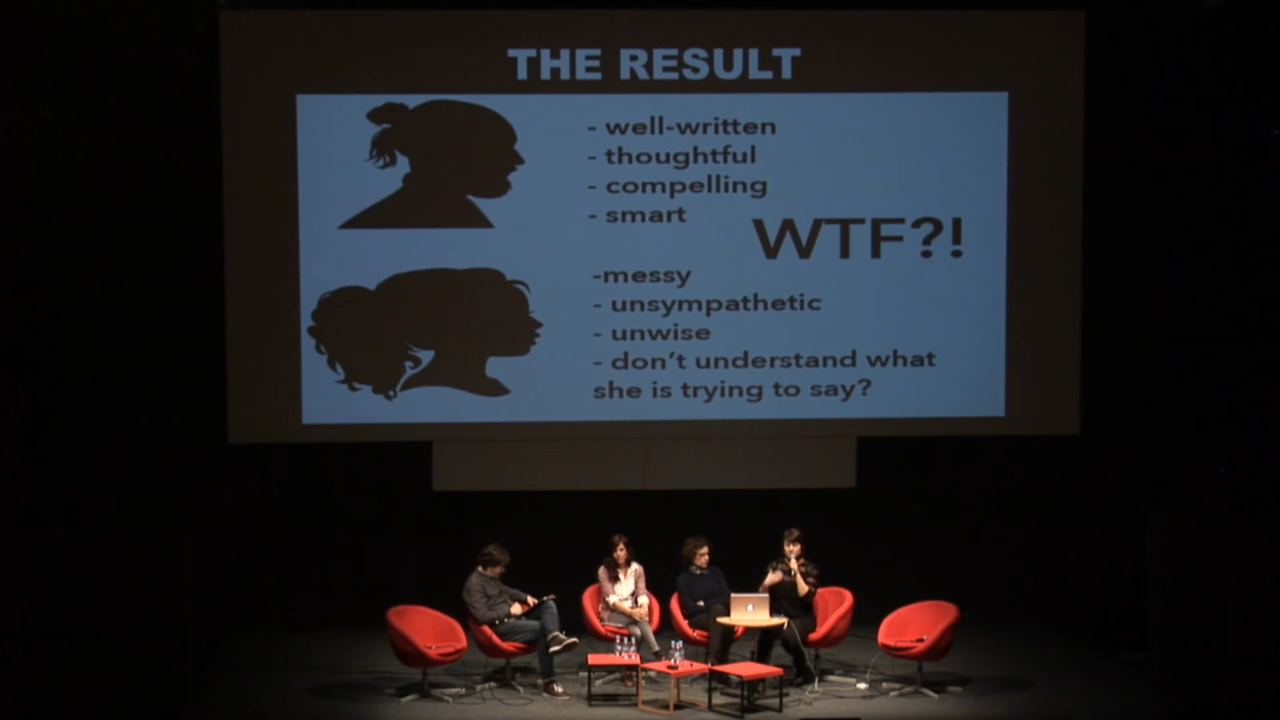 THE RESULT
- well-written
- thoughtful
- compelling
- smart
WTF?!
-messy
- unsympathetic
- unwise
- don't understand what
she is trying to say?